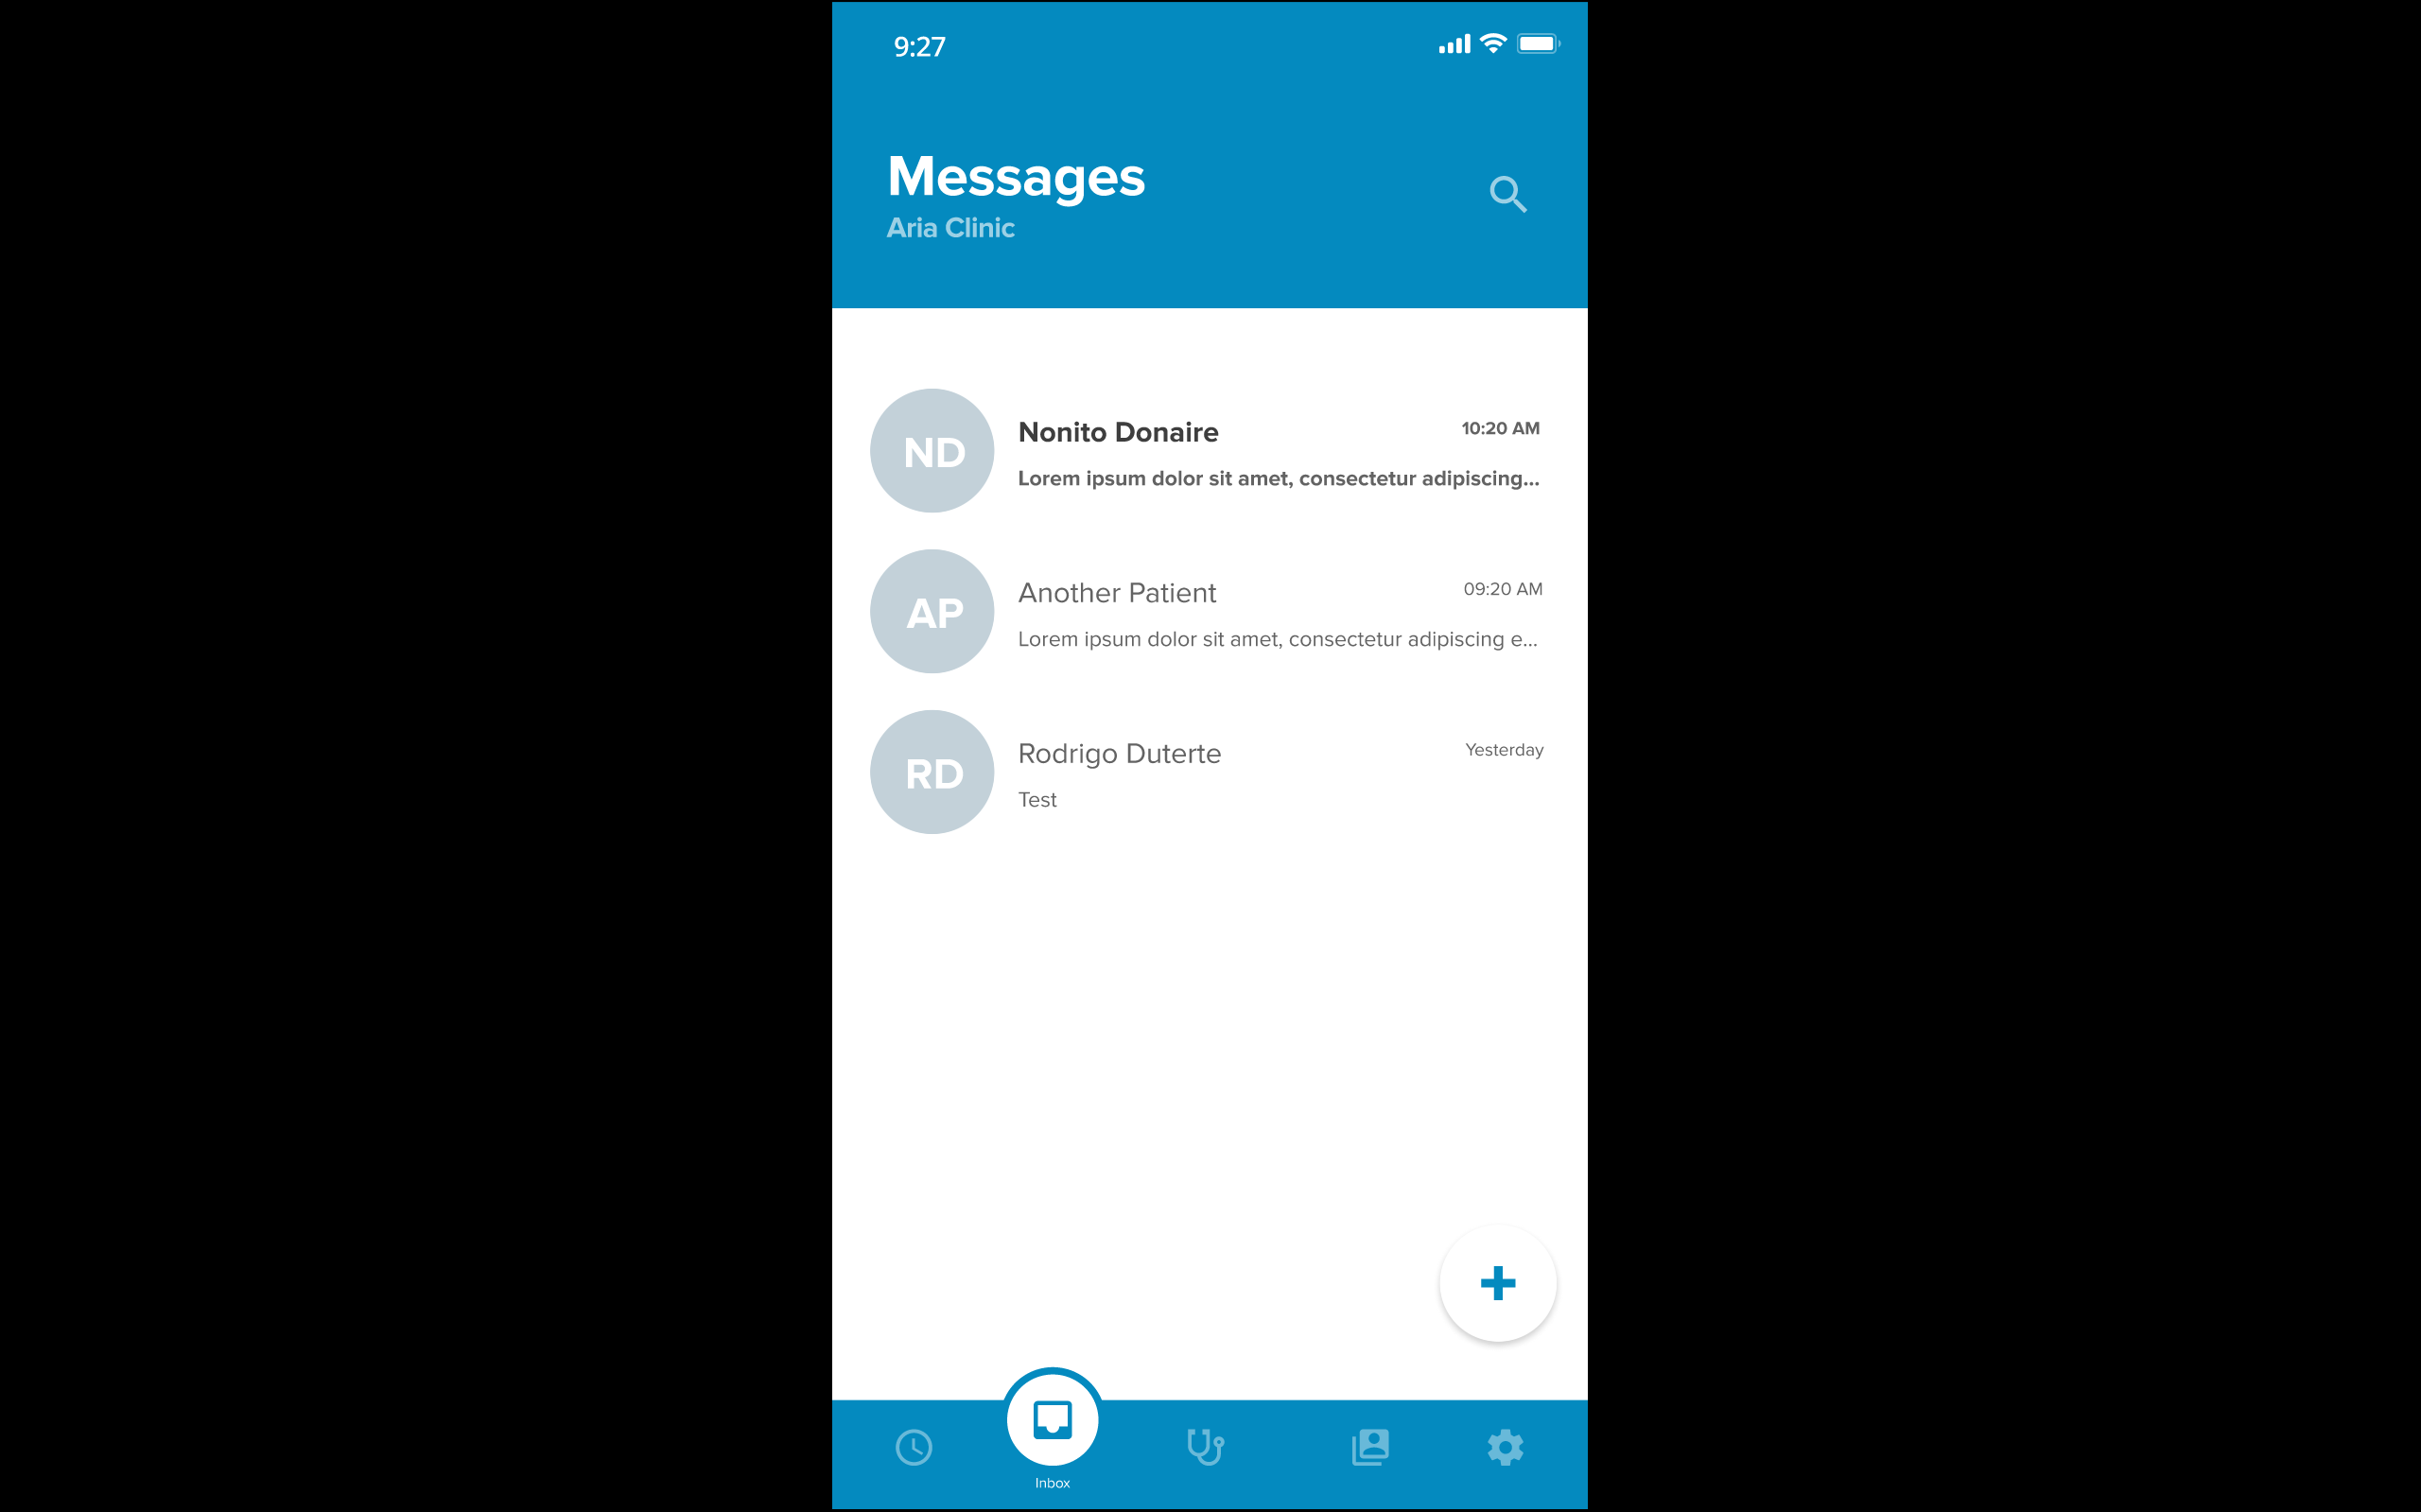 9:27
Messages
Aria Clinic
ND
Nonito Donaire
10:20 AM
Lorem ipsum dolor sit amet, consectetur adipiscing...
AP
Another Patient
09:20 AM
Lorem ipsum dolor sit amet, consectetur adipiscing e...
RD
Rodrigo Duterte
Yesterday
Test
Inbox